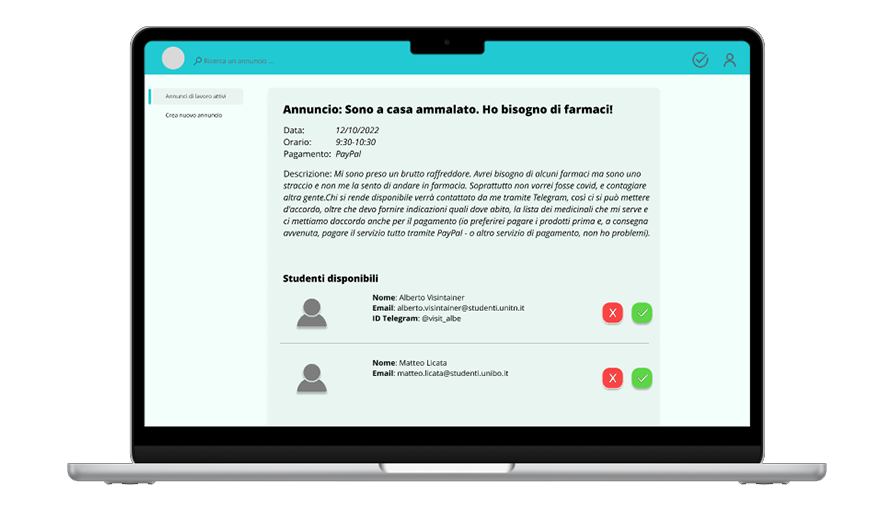 Ricerca un annuncio ...
Annunci di lavoro attivi
Crea nuovo annuncio
Annuncio: Sono a casa ammalato. Ho bisogno di farmaci!
Data: 12/10/2022
Orario: 9:30-10:30
Pagamento: PayPal
Descrizione: Mi sono preso un brutto raffreddore. Avrei bisogno di alcuni farmaci ma sono uno
straccio e non me la sento di andare in farmacia. Soprattutto non vorrei fosse covid, e contagiare
altra gente.Chi si rende disponibile verrà contattato da me tramite Telegram, così ci si può mettere
d'accordo, oltre che devo fornire indicazioni quali dove abito, la lista dei medicinali che mi serve e
ci mettiamo daccordo anche per il pagamento (io preferirei pagare i prodotti prima e, a consegna
avvenuta, pagare il servizio tutto tramite PayPal - o altro servizio di pagamento, non ho problemi).
Studenti disponibili
Nome: Alberto Visintainer
Email: alberto.visintainer@studenti.unitn.it
ID Telegram: @visit_albe
X
Nome: Matteo Licata
Email: matteo.licata@studenti.unibo.it
X